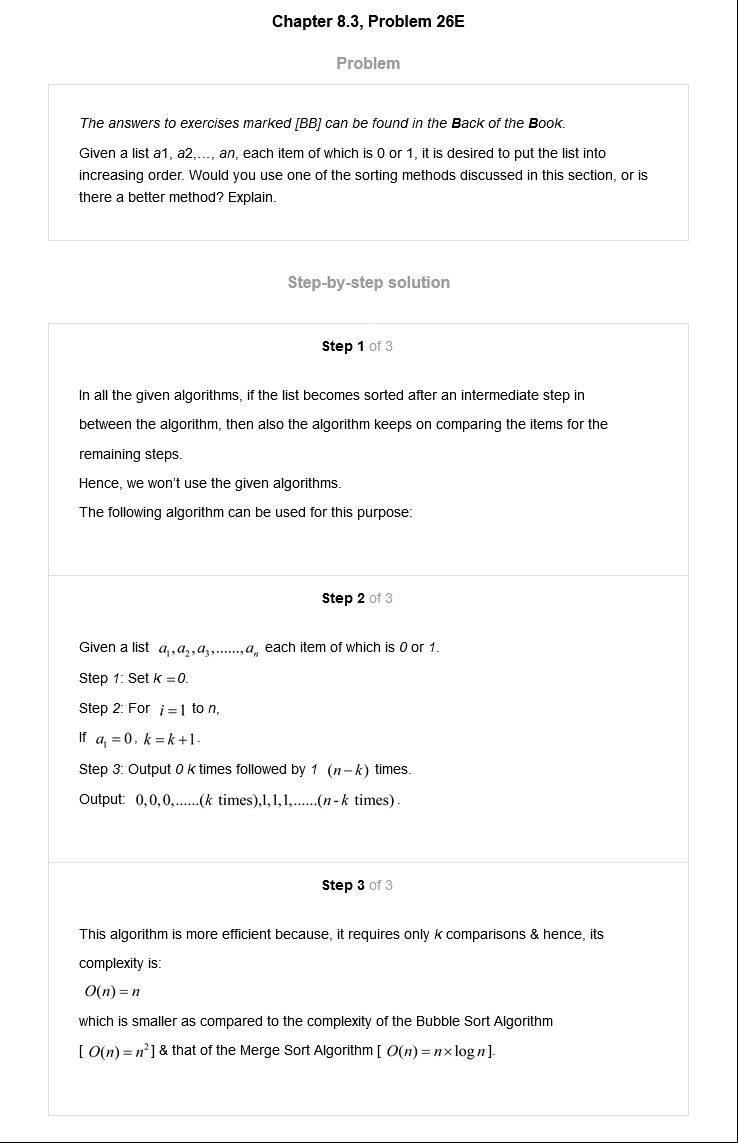 Chapter 8.3, Problem 26E
Problem
The answers to exercises marked [BB] can be found in the Back of the Book.
Given a list a1, a2,…, an, each item of which is 0 or 1, it is desired to put the list into
increasing order. Would you use one of the sorting methods discussed in this section, or is
there a better method? Explain.
Step-by-step solution
Step 1 of 3
In all the given algorithms, if the list becomes sorted after an intermediate step in
between the algorithm, then also the algorithm keeps on comparing the items for the
remaining steps.
Hence, we won't use the given algorithms.
The following algorithm can be used for this purpose:
Step 2 of 3
Given a list a₁,a₂,a₃,......,aₙ each item of which is 0 or 1.
Step 1: Set k =0.
Step 2: For i=1 to n,
If a₁ =0, k=k+1.
Step 3: Output 0 k times followed by 1 (n−k) times.
Output: 0,0,0,......(k times),1,1,1,......(n-k times).
Step 3 of 3
This algorithm is more efficient because, it requires only k comparisons & hence, its
complexity is:
O(n)=n
which is smaller as compared to the complexity of the Bubble Sort Algorithm
[ O(n)=n²] & that of the Merge Sort Algorithm [ O(n)=n×log n].